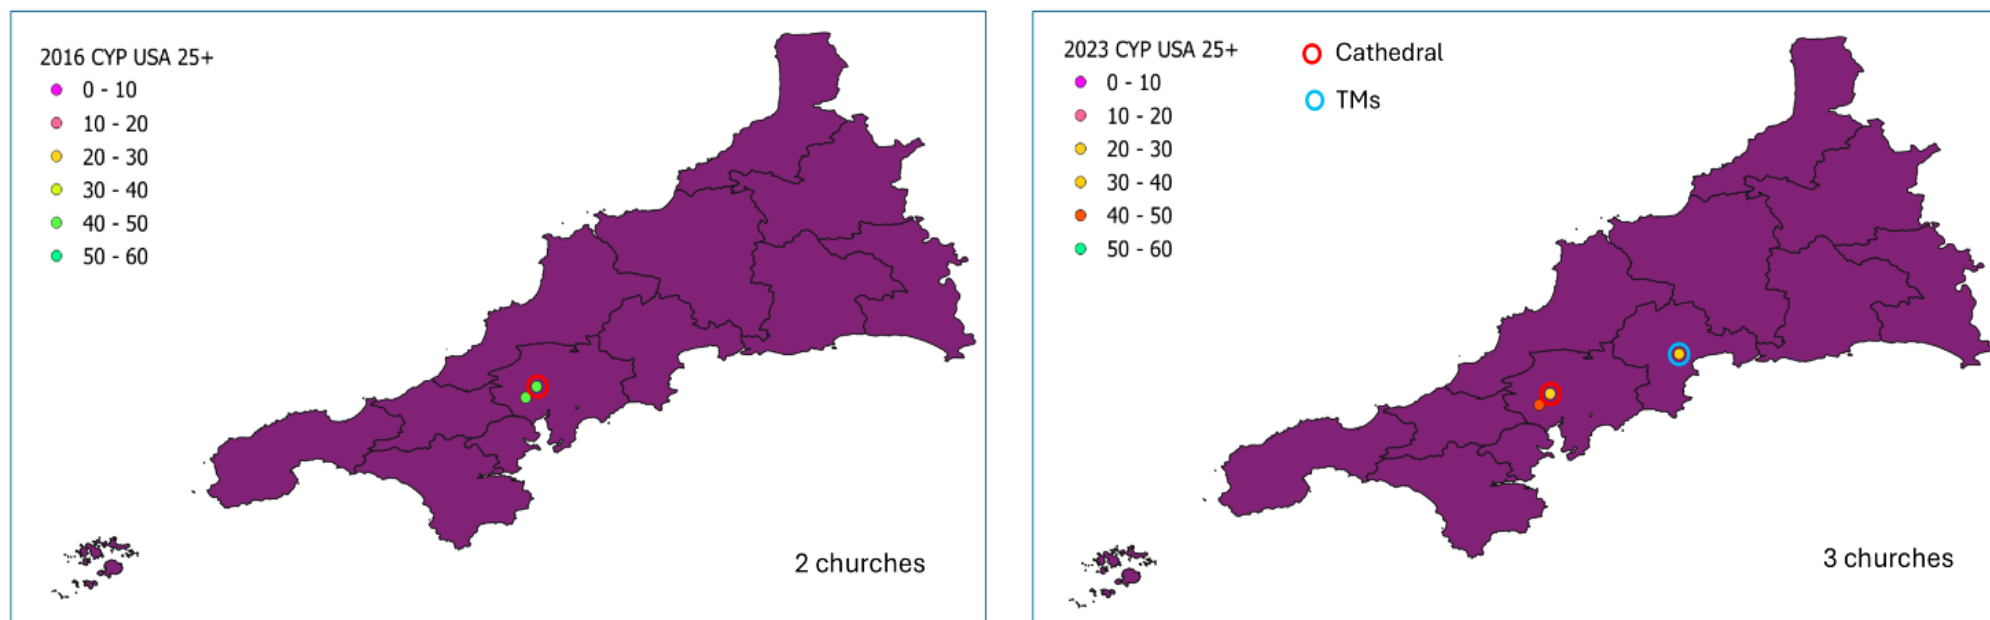 2016 CYP USA 25+
0 - 10
10 - 20
20 - 30
30 - 40
40 - 50
50 - 60
2 churches
2023 CYP USA 25+
0 - 10
10 - 20
20 - 30
30 - 40
40 - 50
50 - 60
Cathedral
TMs
3 churches